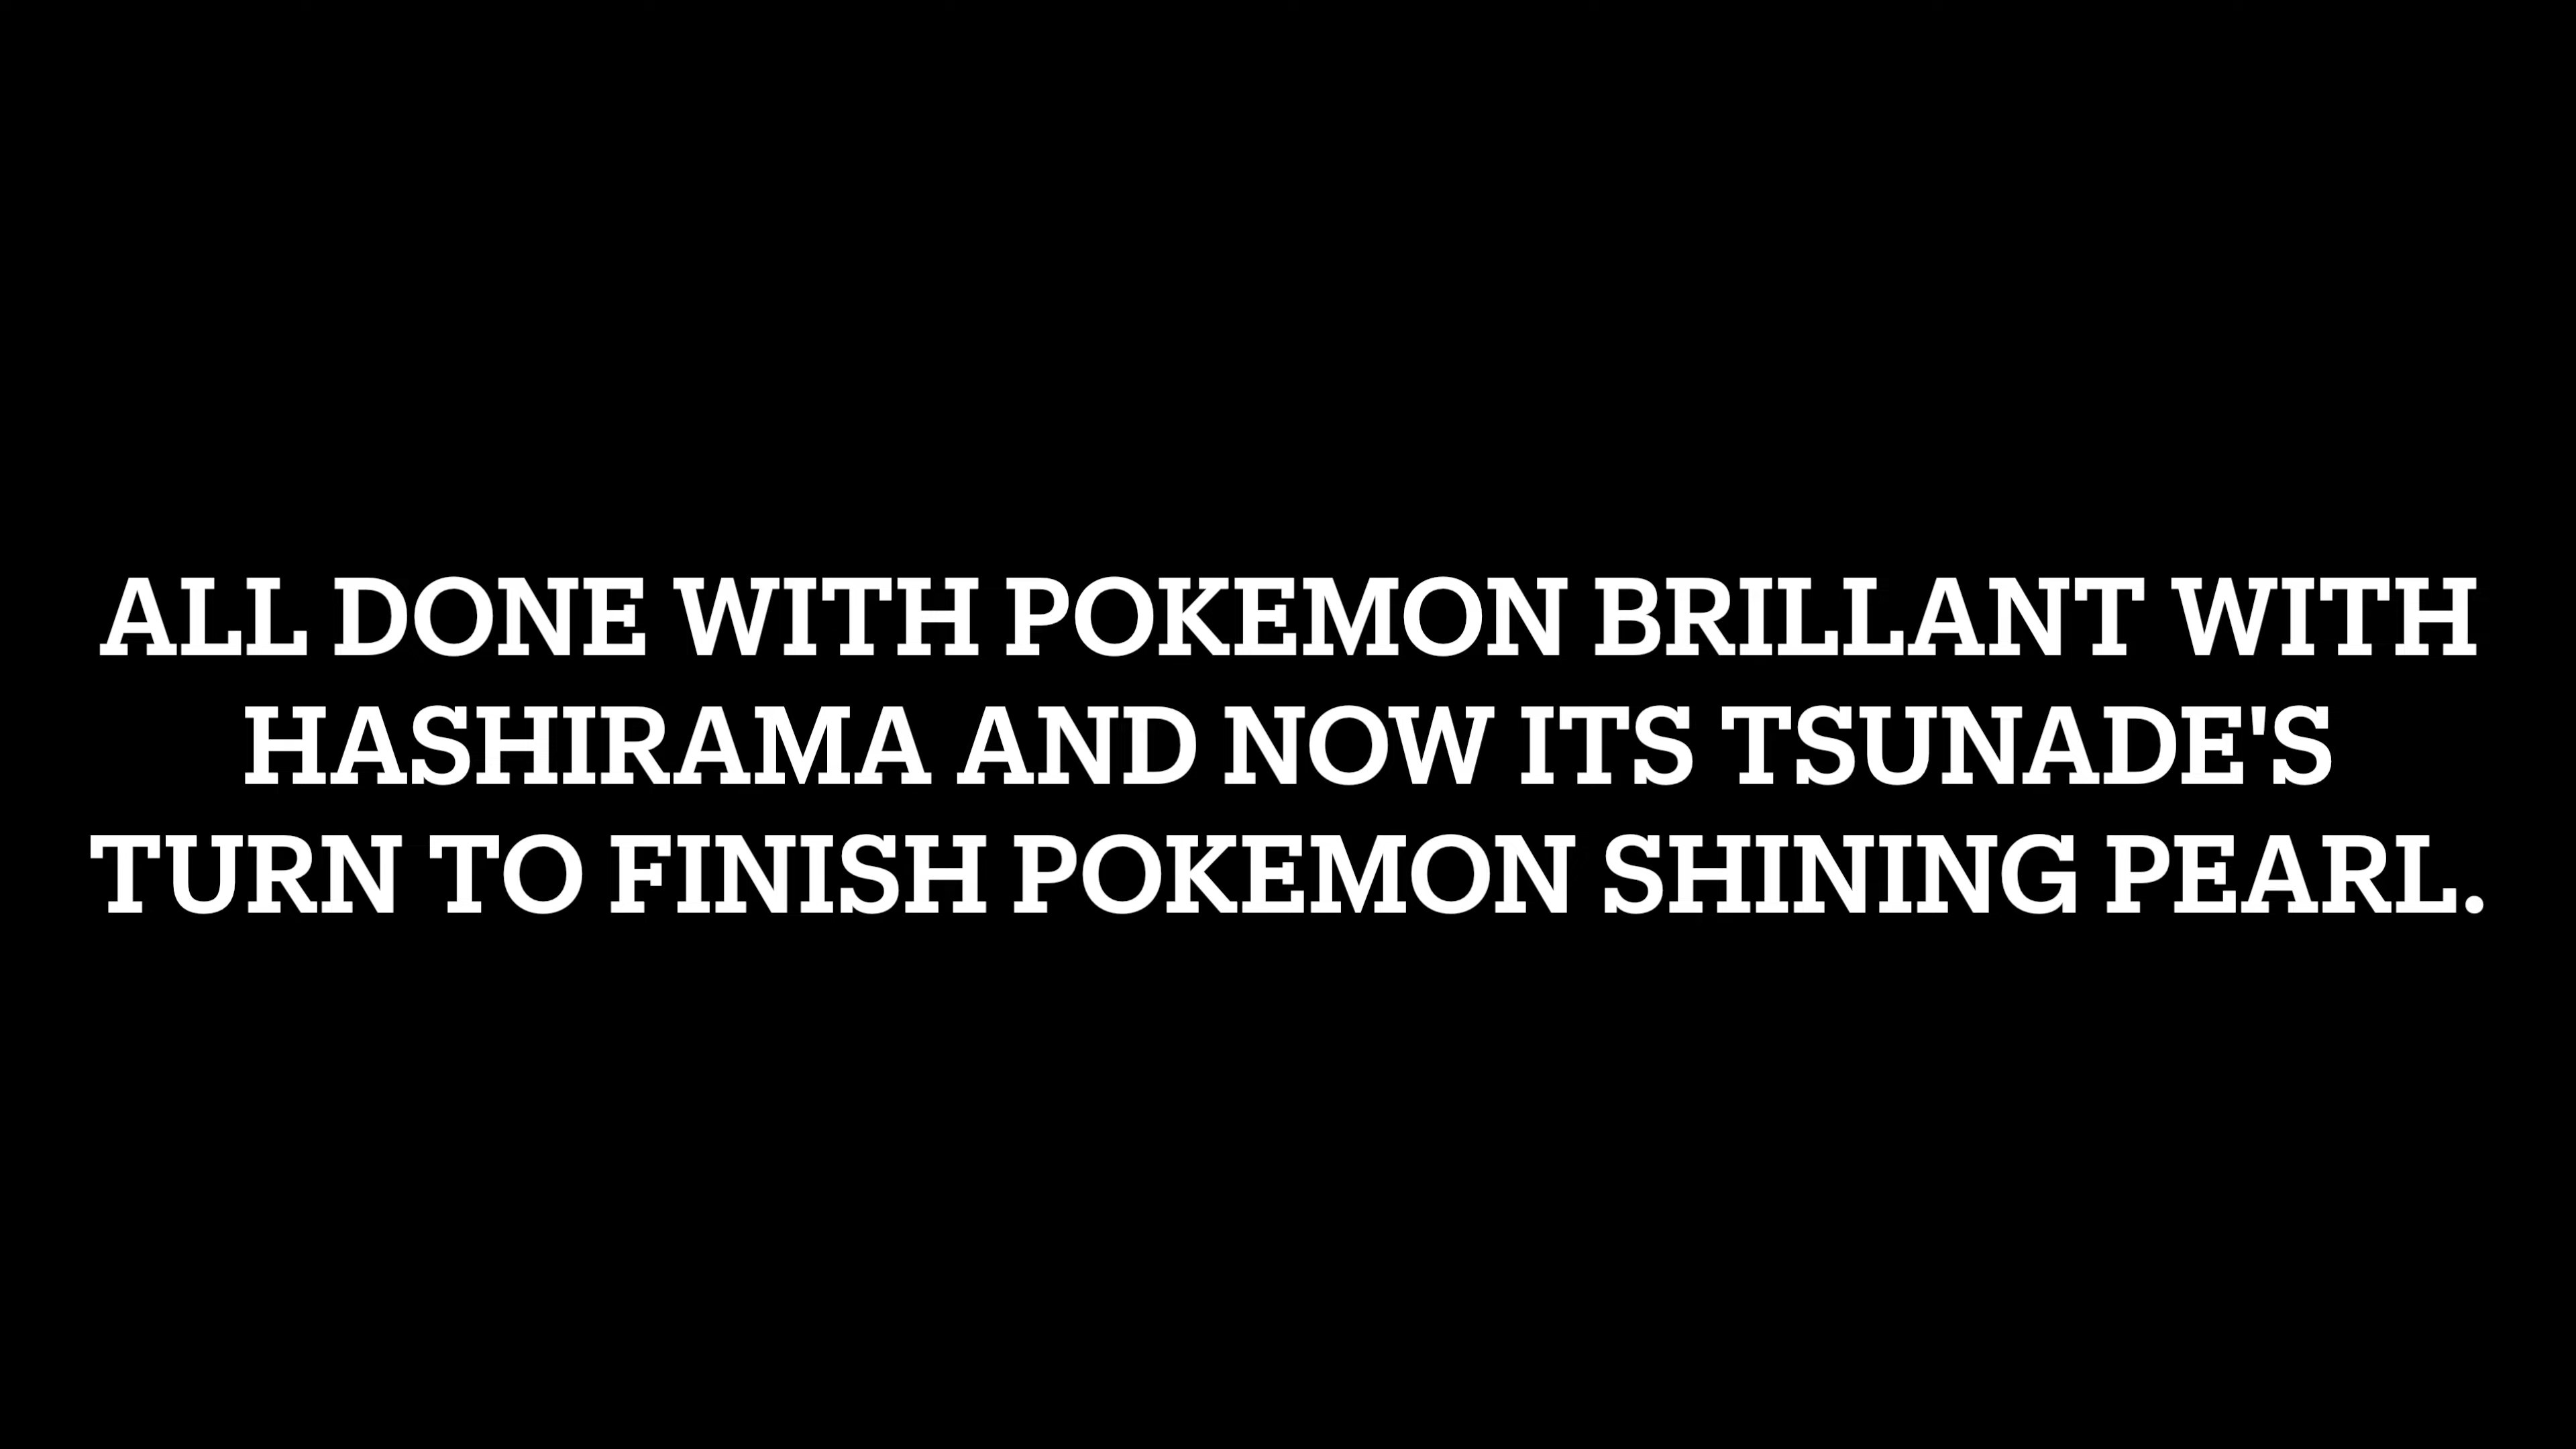 ALL DONE WITH POKEMON BRILLANT WITH
HASHIRAMA AND NOW ITS TSUNADE'S
TURN TO FINISH POKEMON SHINING PEARL.